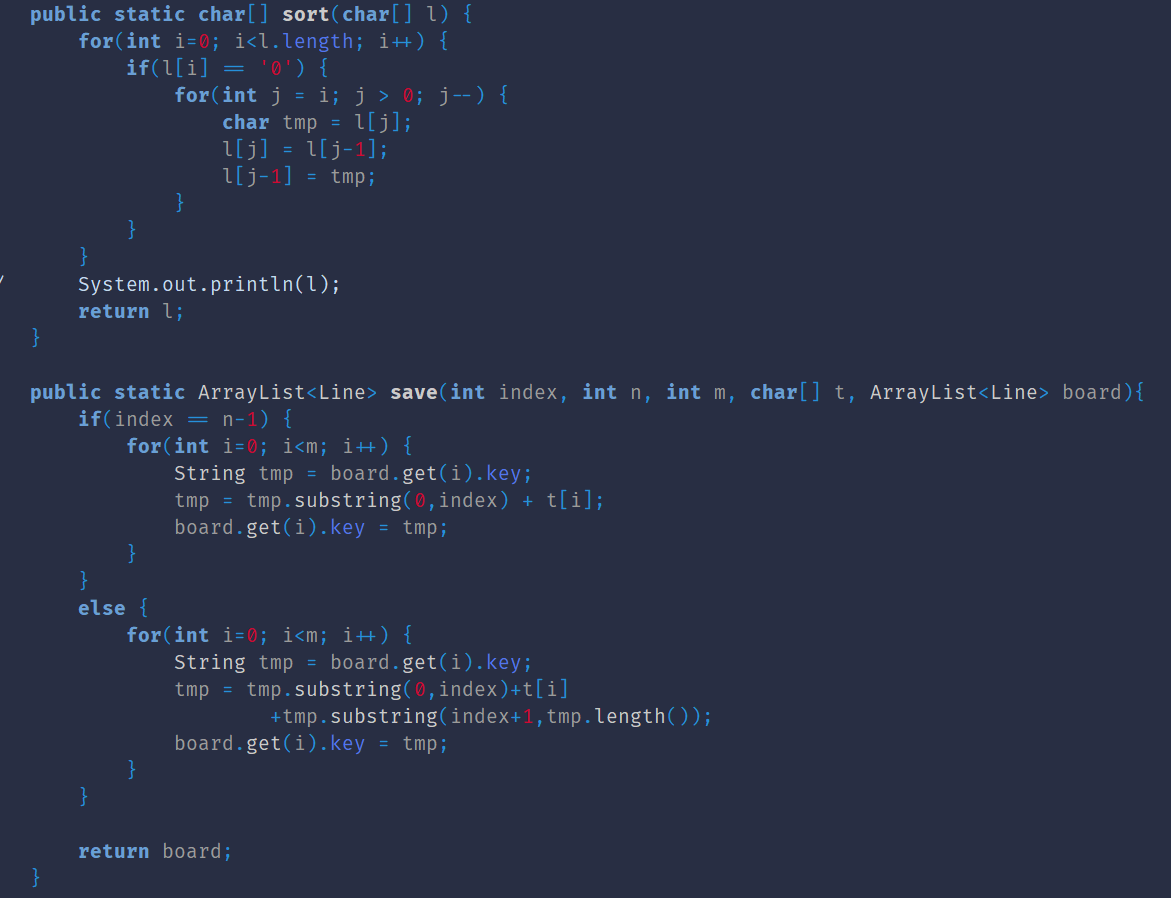 public static char[] sort(char[] l) {
    for(int i=0; i<l.length; i++) {
        if(l[i] == '0') {
            for(int j = i; j > 0; j--) {
                char tmp = l[j];
                l[j] = l[j-1];
                l[j-1] = tmp;
            }
        }
    }
    System.out.println(l);
    return l;
}

public static ArrayList<Line> save(int index, int n, int m, char[] t, ArrayList<Line> board){
    if(index == n-1) {
        for(int i=0; i<m; i++) {
            String tmp = board.get(i).key;
            tmp = tmp.substring(0,index) + t[i];
            board.get(i).key = tmp;
        }
    }
    else {
        for(int i=0; i<m; i++) {
            String tmp = board.get(i).key;
            tmp = tmp.substring(0,index)+t[i]
                    +tmp.substring(index+1,tmp.length());
            board.get(i).key = tmp;
        }
    }

    return board;
}